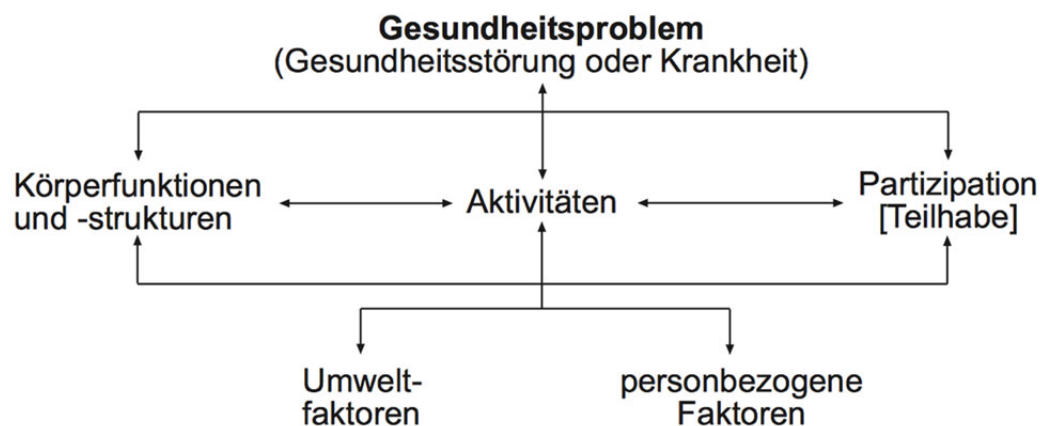 Gesundheitsproblem
(Gesundheitsstörung oder Krankheit)
Körperfunktionen
und -strukturen
Aktivitäten
Partizipation
[Teilhabe]
Umwelt-
faktoren
personbezogene
Faktoren